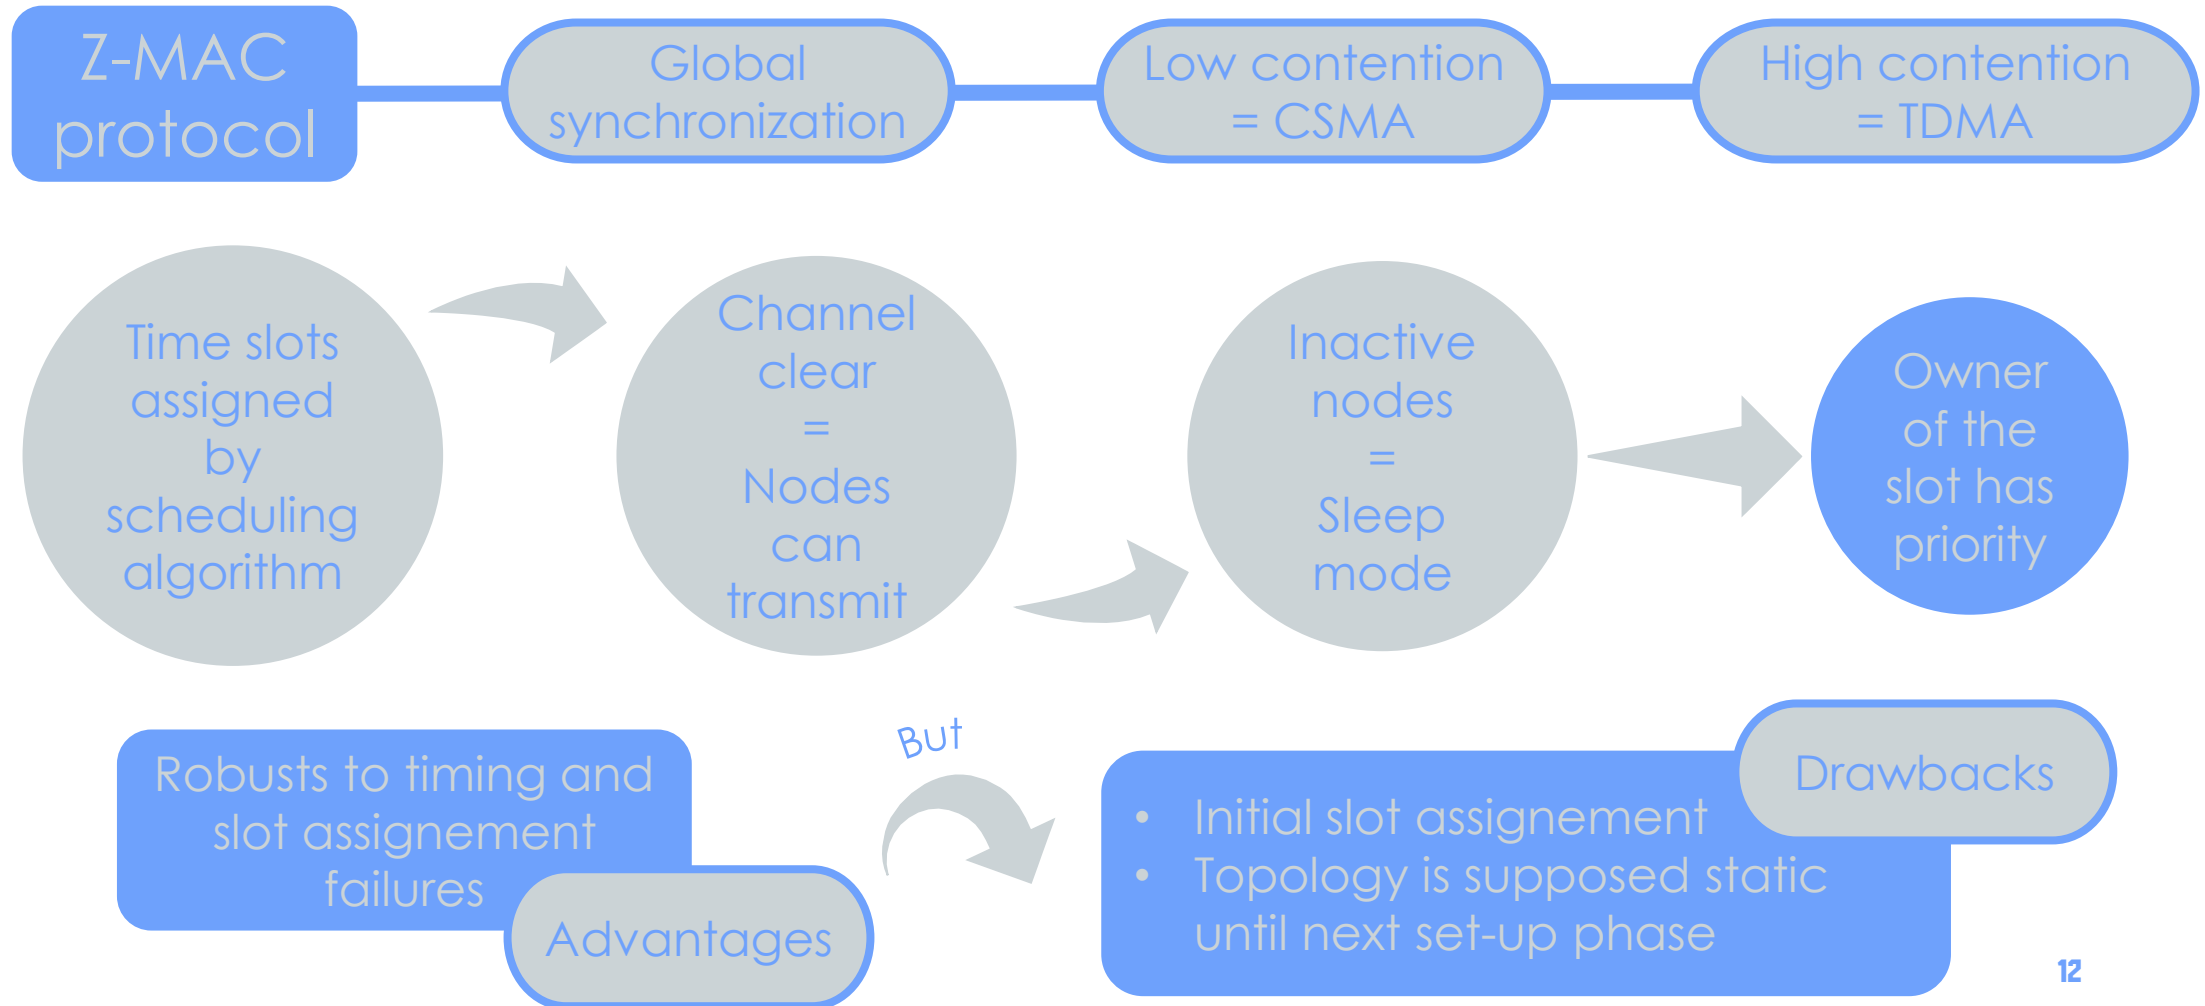 Z-MAC
protocol
Global
synchronization
Low contention
= CSMA
High contention
= TDMA
Time slots
assigned
by
scheduling
algorithm
Channel
clear
=
Nodes
can
transmit
Inactive
nodes
=
Sleep
mode
Owner
of the
slot has
priority
Robusts to timing and
slot assignement
failures
Advantages
But
Drawbacks
• Initial slot assignement
• Topology is supposed static
until next set-up phase
12